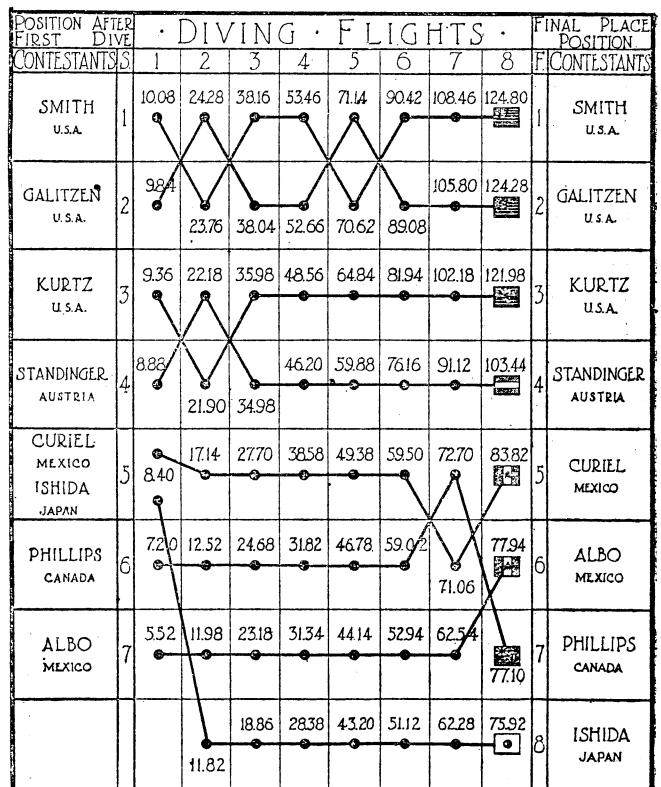 POSITION AFTER FIRST DIVE
· DIVING · FLIGHTS ·
FINAL PLACE POSITION
CONTESTANTS S. 1 2 3 4 5 6 7 8 F. CONTESTANTS
10.08 24.28 38.16 53.46 71.14 90.42 108.46 124.80
SMITH 1 1 SMITH
U.S.A. U.S.A.
9.84 105.80 124.28
GALITZEN 2 2 GALITZEN
U.S.A. U.S.A.
23.76 38.04 52.66 70.62 89.08
9.36 22.18 35.98 48.56 64.84 81.94 102.18 121.98
KURTZ 3 3 KURTZ
U.S.A. U.S.A.
8.88 46.20 59.88 76.16 91.12 103.44
STANDINGER 4 4 STANDINGER
AUSTRIA AUSTRIA
21.90 34.98
CURIEL
MEXICO
17.14 27.70 38.58 49.38 59.50 72.70 83.82
8.40
5 5 CURIEL
MEXICO
ISHIDA
JAPAN
7.20 12.52 24.68 31.82 46.78 59.02 77.94
PHILLIPS 6 6 ALBO
CANADA MEXICO
71.06
5.52 11.98 23.18 31.34 44.14 52.94 62.54
ALBO 7 7 PHILLIPS
MEXICO CANADA
77.10
18.86 28.38 43.20 51.12 62.28 75.92
8 ISHIDA
JAPAN
11.82